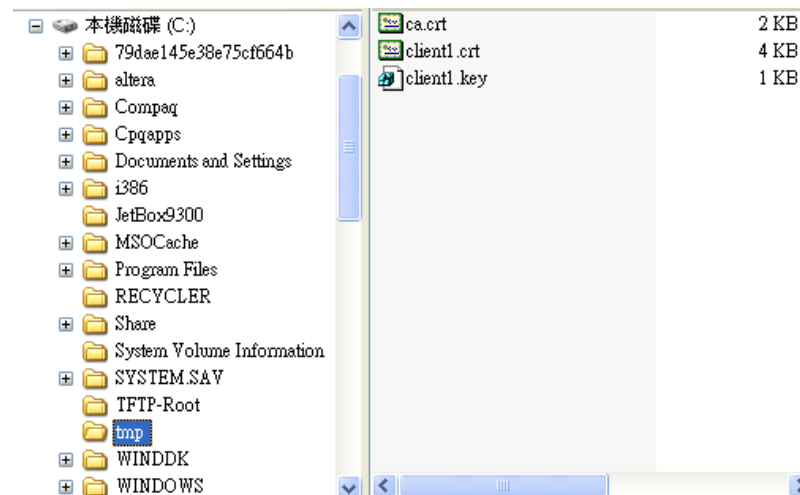 本機磁碟 (C:)
79dae145e38e75cf664b
altera
Compaq
Cpqapps
Documents and Settings
i386
JetBox9300
MSOCache
Program Files
RECYCLER
Share
System Volume Information
SYSTEM.SAV
TFTP-Root
tmp
WINDDK
WINDOWS
ca.crt 2 KB
client1.crt 4 KB
client1.key 1 KB